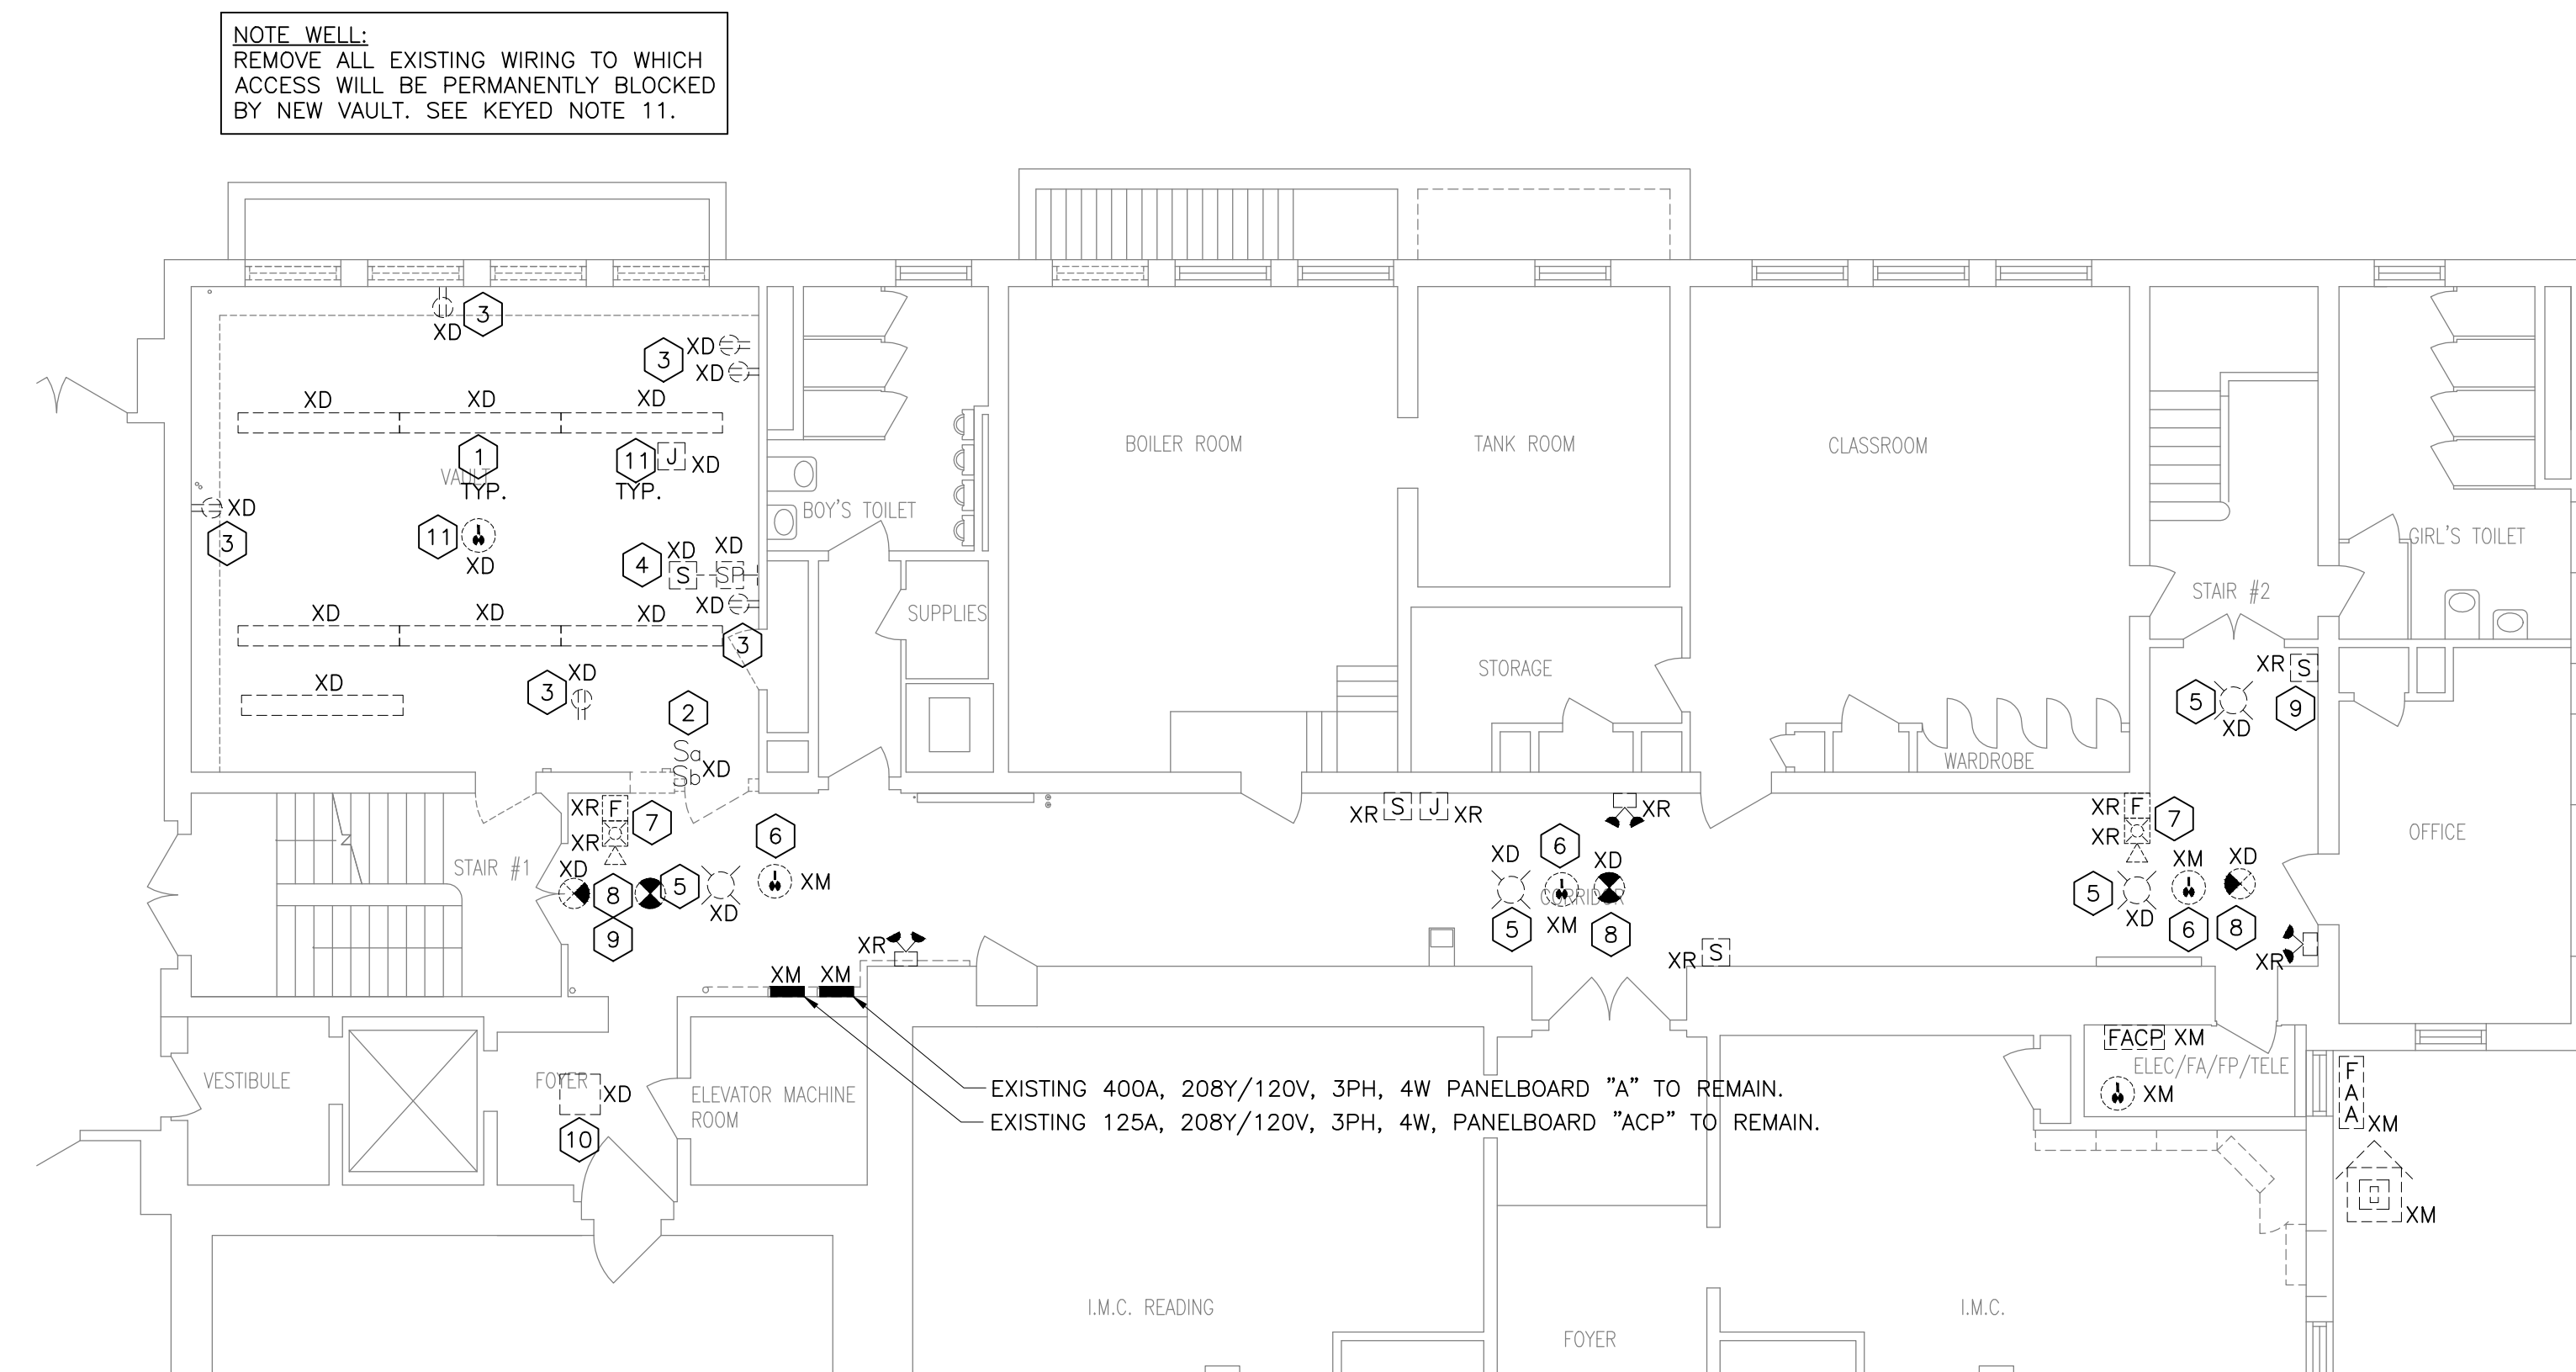 NOTE WELL:
REMOVE ALL EXISTING WIRING TO WHICH
ACCESS WILL BE PERMANENTLY BLOCKED
BY NEW VAULT. SEE KEYED NOTE 11.
3
XD
3
XD
XD
XD
XD
XD
1
TYP.
VAULT
11
J
XD
TYP.
XD
3
11
XD
4
XD
S
XD
SP
XD
3
XD
XD
XD
XD
3
XD
2
Sa
Sb
XD
BOY'S TOILET
SUPPLIES
BOILER ROOM
TANK ROOM
STORAGE
CLASSROOM
WARDROBE
STAIR #2
GIRL'S TOILET
XR
S
5
XD
9
OFFICE
STAIR #1
XR
F
XR
7
XD
8
9
5
XD
6
XM
XR
S
J
XR
XR
XD
5
6
XM
XD
8
CORRIDOR
XR
S
XR
F
XR
7
5
XD
XM
6
XD
8
XR
XR
XM
XM
VESTIBULE
FOYER
XD
10
ELEVATOR MACHINE
ROOM
EXISTING 400A, 208Y/120V, 3PH, 4W PANELBOARD "A" TO REMAIN.
EXISTING 125A, 208Y/120V, 3PH, 4W, PANELBOARD "ACP" TO REMAIN.
FACP
XM
ELEC/FA/FP/TELE
XM
F
A
A
XM
XM
I.M.C. READING
FOYER
I.M.C.